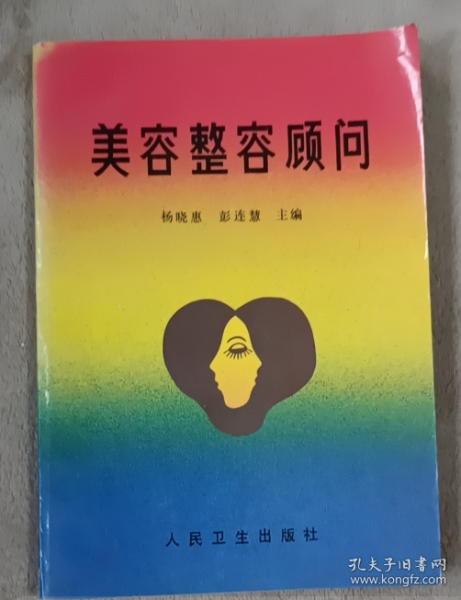 美容整容顾问
杨晓惠 彭连慧 主编
人民卫生出版社
孔夫子旧书网
www.kongfz.com